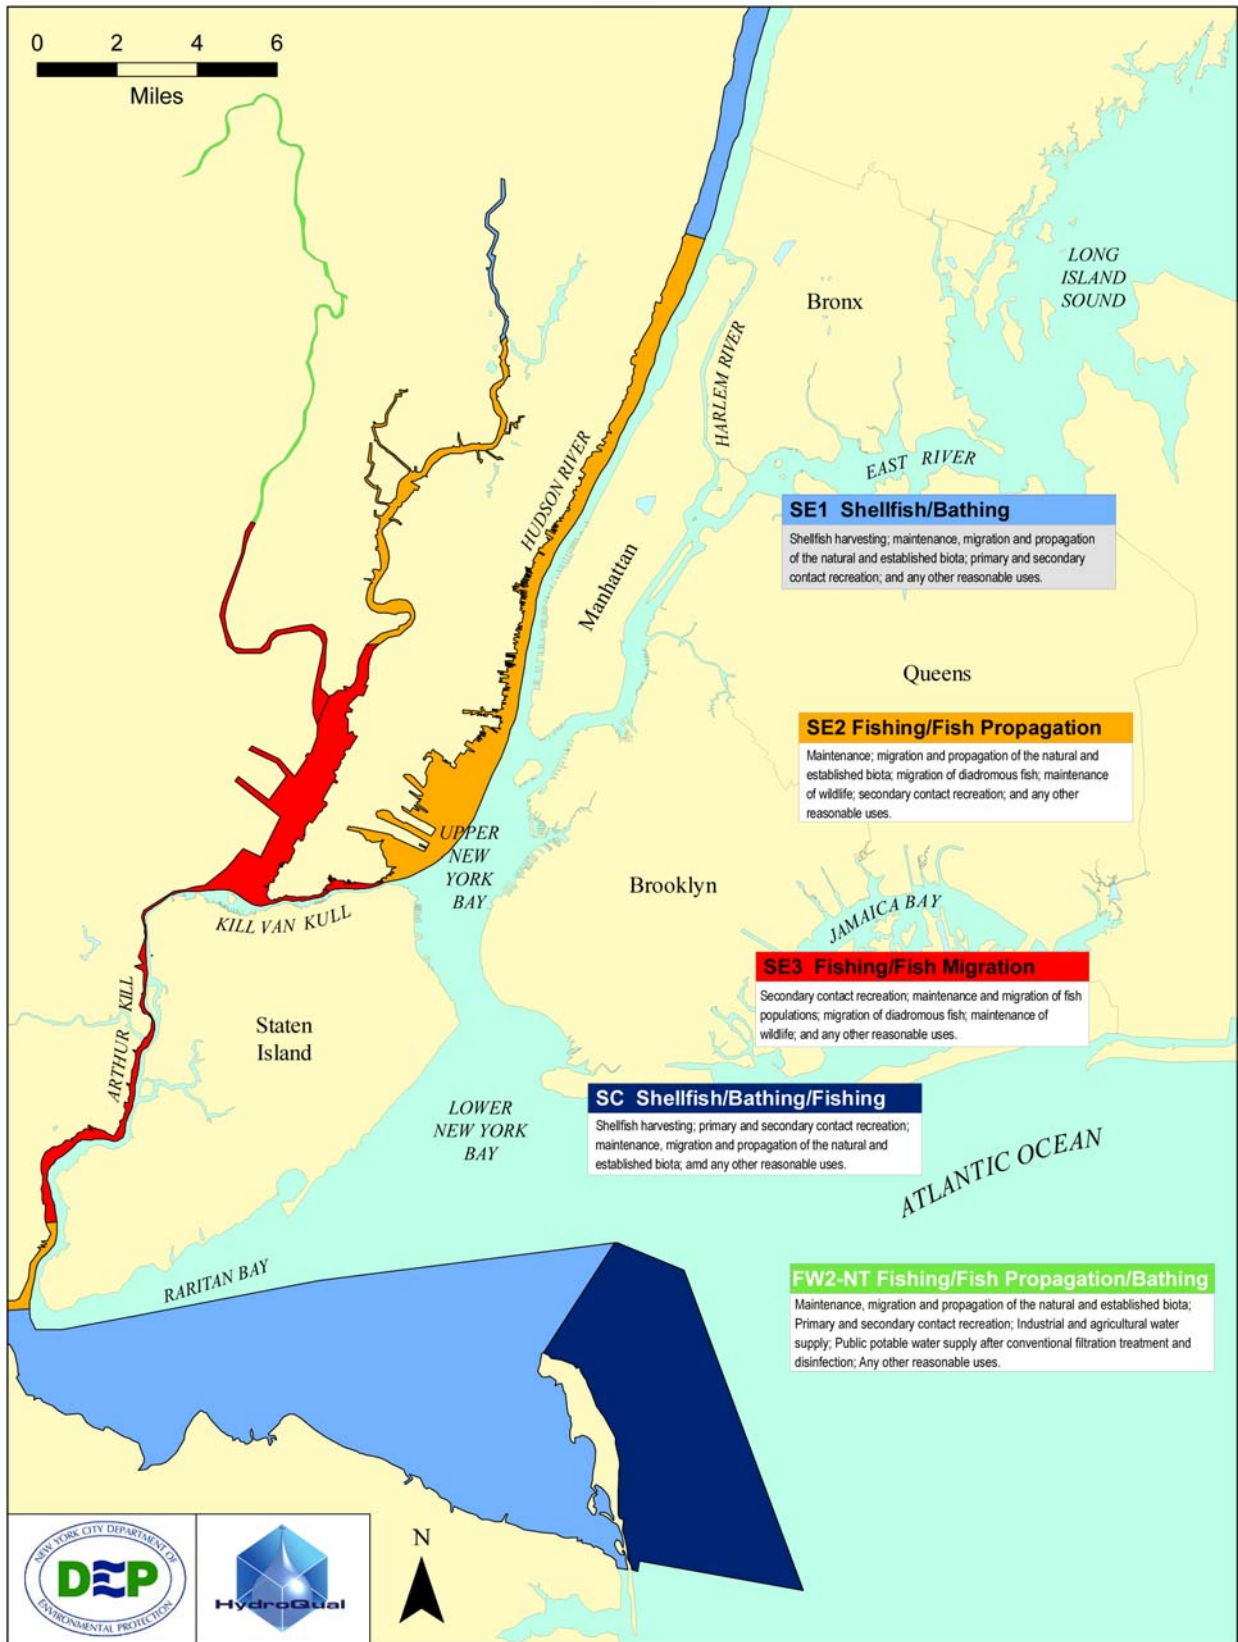 0 2 4 6
Miles
LONG
ISLAND
SOUND
Bronx
HARLEM RIVER
HUDSON RIVER
EAST RIVER
SE1 Shellfish/Bathing
Shellfish harvesting; maintenance, migration and propagation
of the natural and established biota; primary and secondary
contact recreation; and any other reasonable uses.
Manhattan
Queens
SE2 Fishing/Fish Propagation
Maintenance; migration and propagation of the natural and
established biota; migration of diadromous fish; maintenance
of wildlife; secondary contact recreation; and any other
reasonable uses.
UPPER
NEW
YORK
BAY
Brooklyn
KILL VAN KULL
JAMAICA BAY
SE3 Fishing/Fish Migration
Secondary contact recreation; maintenance and migration of fish
populations; migration of diadromous fish; maintenance of
wildlife; and any other reasonable uses.
ARTHUR KILL
Staten
Island
SC Shellfish/Bathing/Fishing
Shellfish harvesting; primary and secondary contact recreation;
maintenance, migration and propagation of the natural and
established biota; amd any other reasonable uses.
LOWER
NEW YORK
BAY
ATLANTIC OCEAN
RARITAN BAY
FW2-NT Fishing/Fish Propagation/Bathing
Maintenance, migration and propagation of the natural and established biota;
Primary and secondary contact recreation; Industrial and agricultural water
supply; Public potable water supply after conventional filtration treatment and
disinfection; Any other reasonable uses.
NEW YORK CITY DEPARTMENT OF
DEP
ENVIRONMENTAL PROTECTION
HydroQual
N